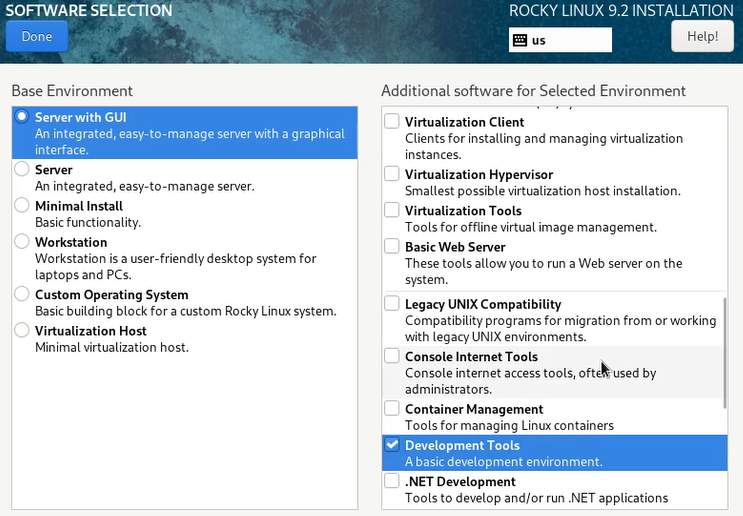 SOFTWARE SELECTION
ROCKY LINUX 9.2 INSTALLATION
Done
us
Help!
Base Environment
Server with GUI
An integrated, easy-to-manage server with a graphical
interface.
Server
An integrated, easy-to-manage server.
Minimal Install
Basic functionality.
Workstation
Workstation is a user-friendly desktop system for
laptops and PCs.
Custom Operating System
Basic building block for a custom Rocky Linux system.
Virtualization Host
Minimal virtualization host.
Additional software for Selected Environment
Virtualization Client
Clients for installing and managing virtualization
instances.
Virtualization Hypervisor
Smallest possible virtualization host installation.
Virtualization Tools
Tools for offline virtual image management.
Basic Web Server
These tools allow you to run a Web server on the
system.
Legacy UNIX Compatibility
Compatibility programs for migration from or working
with legacy UNIX environments.
Console Internet Tools
Console internet access tools, often used by
administrators.
Container Management
Tools for managing Linux containers
Development Tools
A basic development environment.
.NET Development
Tools to develop and/or run .NET applications